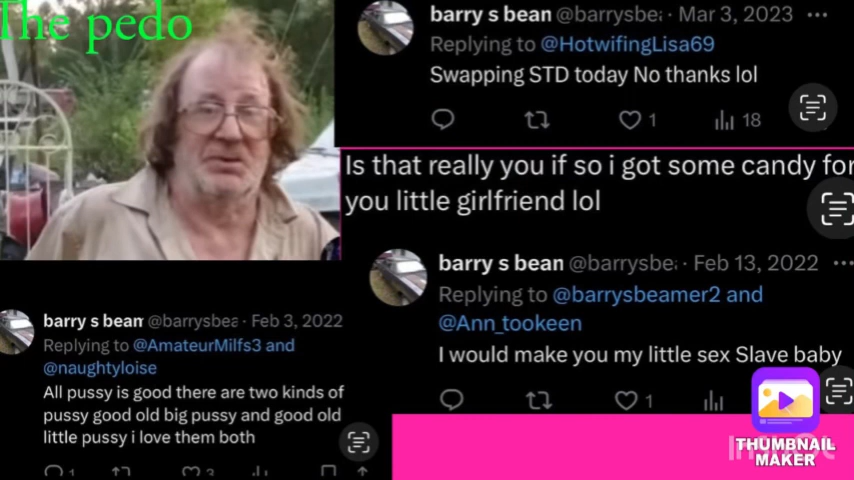 The pedo
barry s bean @barrysbe · Mar 3, 2023
Replying to @HotwifingLisa69
Swapping STD today No thanks lol
1
18
Is that really you if so i got some candy for
you little girlfriend lol
barry s bean @barrysbe · Feb 13, 2022
Replying to @barrysbeamer2 and
@Ann_tookeen
I would make you my little sex Slave baby
1
barry s bean @barrysbea · Feb 3, 2022
Replying to @AmateurMilfs3 and
@naughtyloise
All pussy is good there are two kinds of
pussy good old big pussy and good old
little pussy i love them both
1
3
THUMBNAIL
MAKER